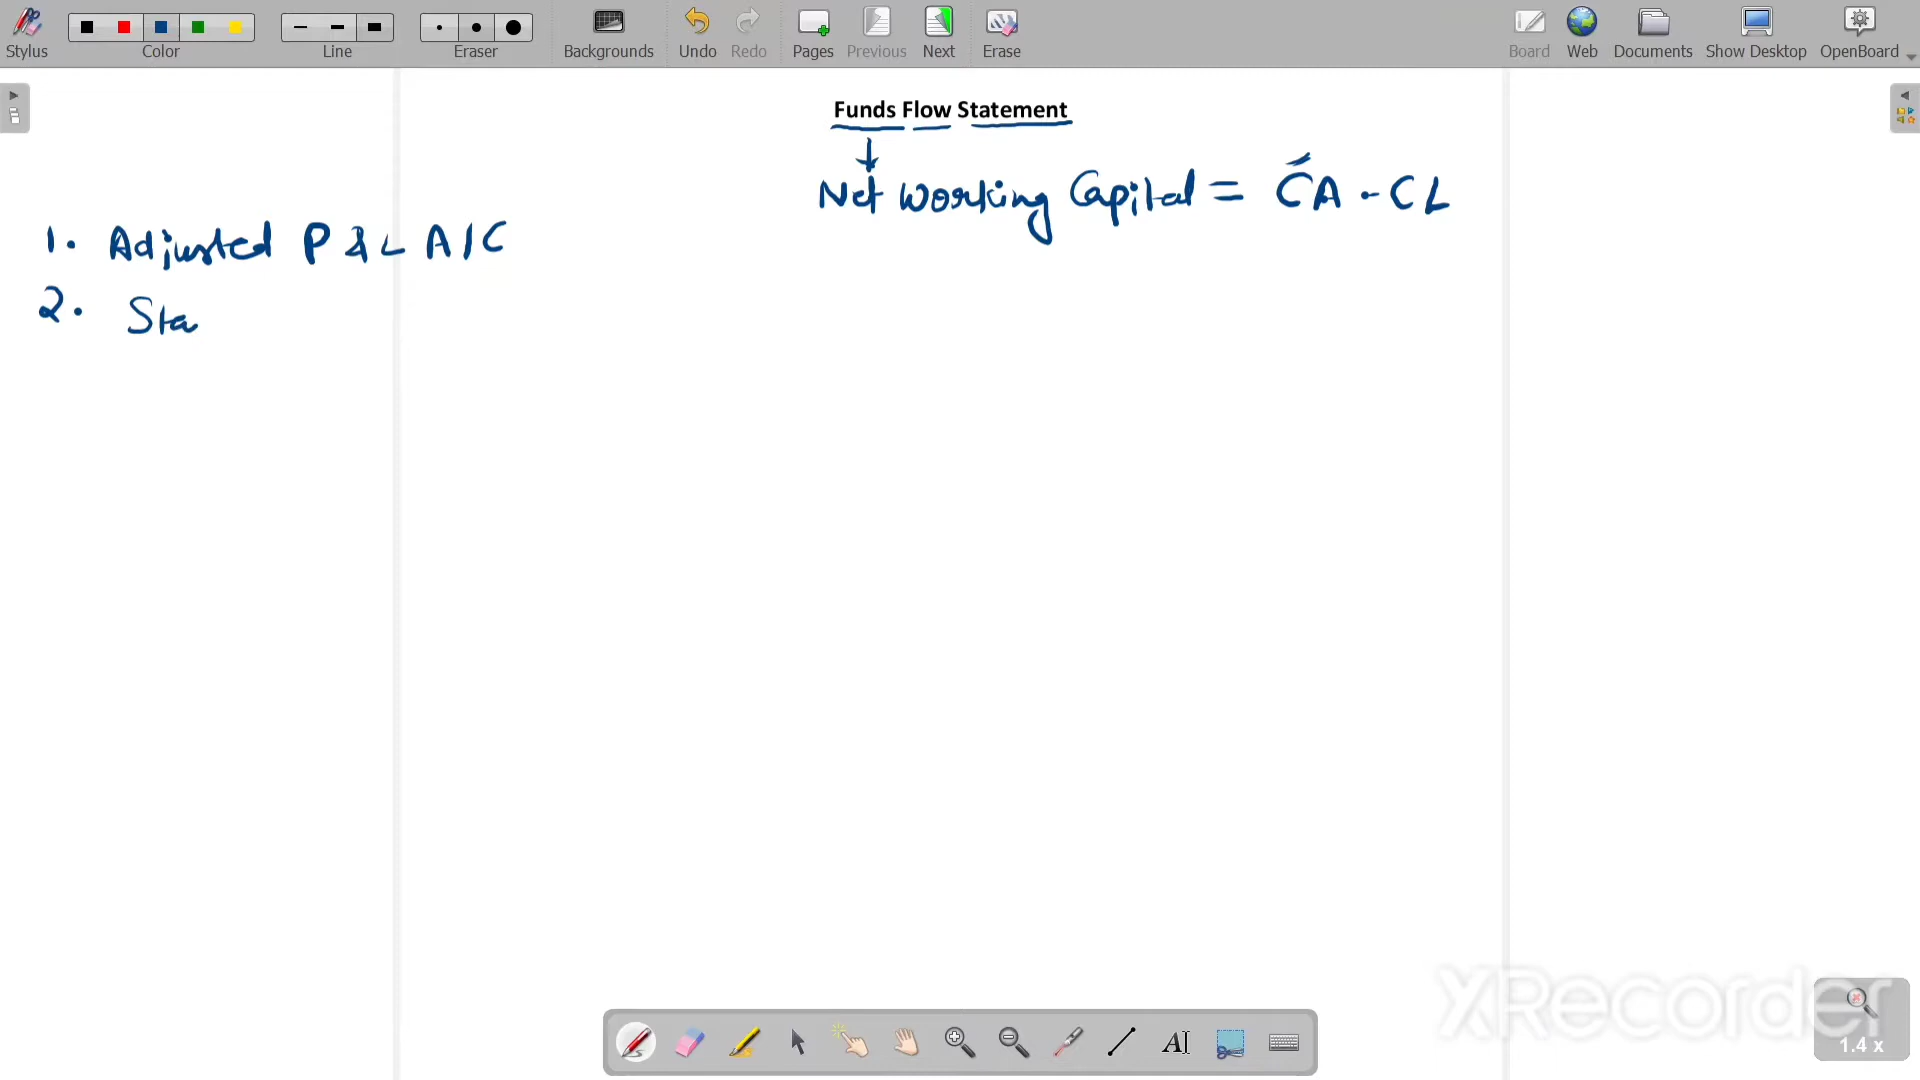 Stylus Color Line Eraser Backgrounds Undo Redo Pages Previous Next Erase Board Web Documents Show Desktop OpenBoard
Funds Flow Statement
Net Working Capital = CA - CL
1. Adjusted P & L A/C
2. Sta
XRecorder
1.4 x